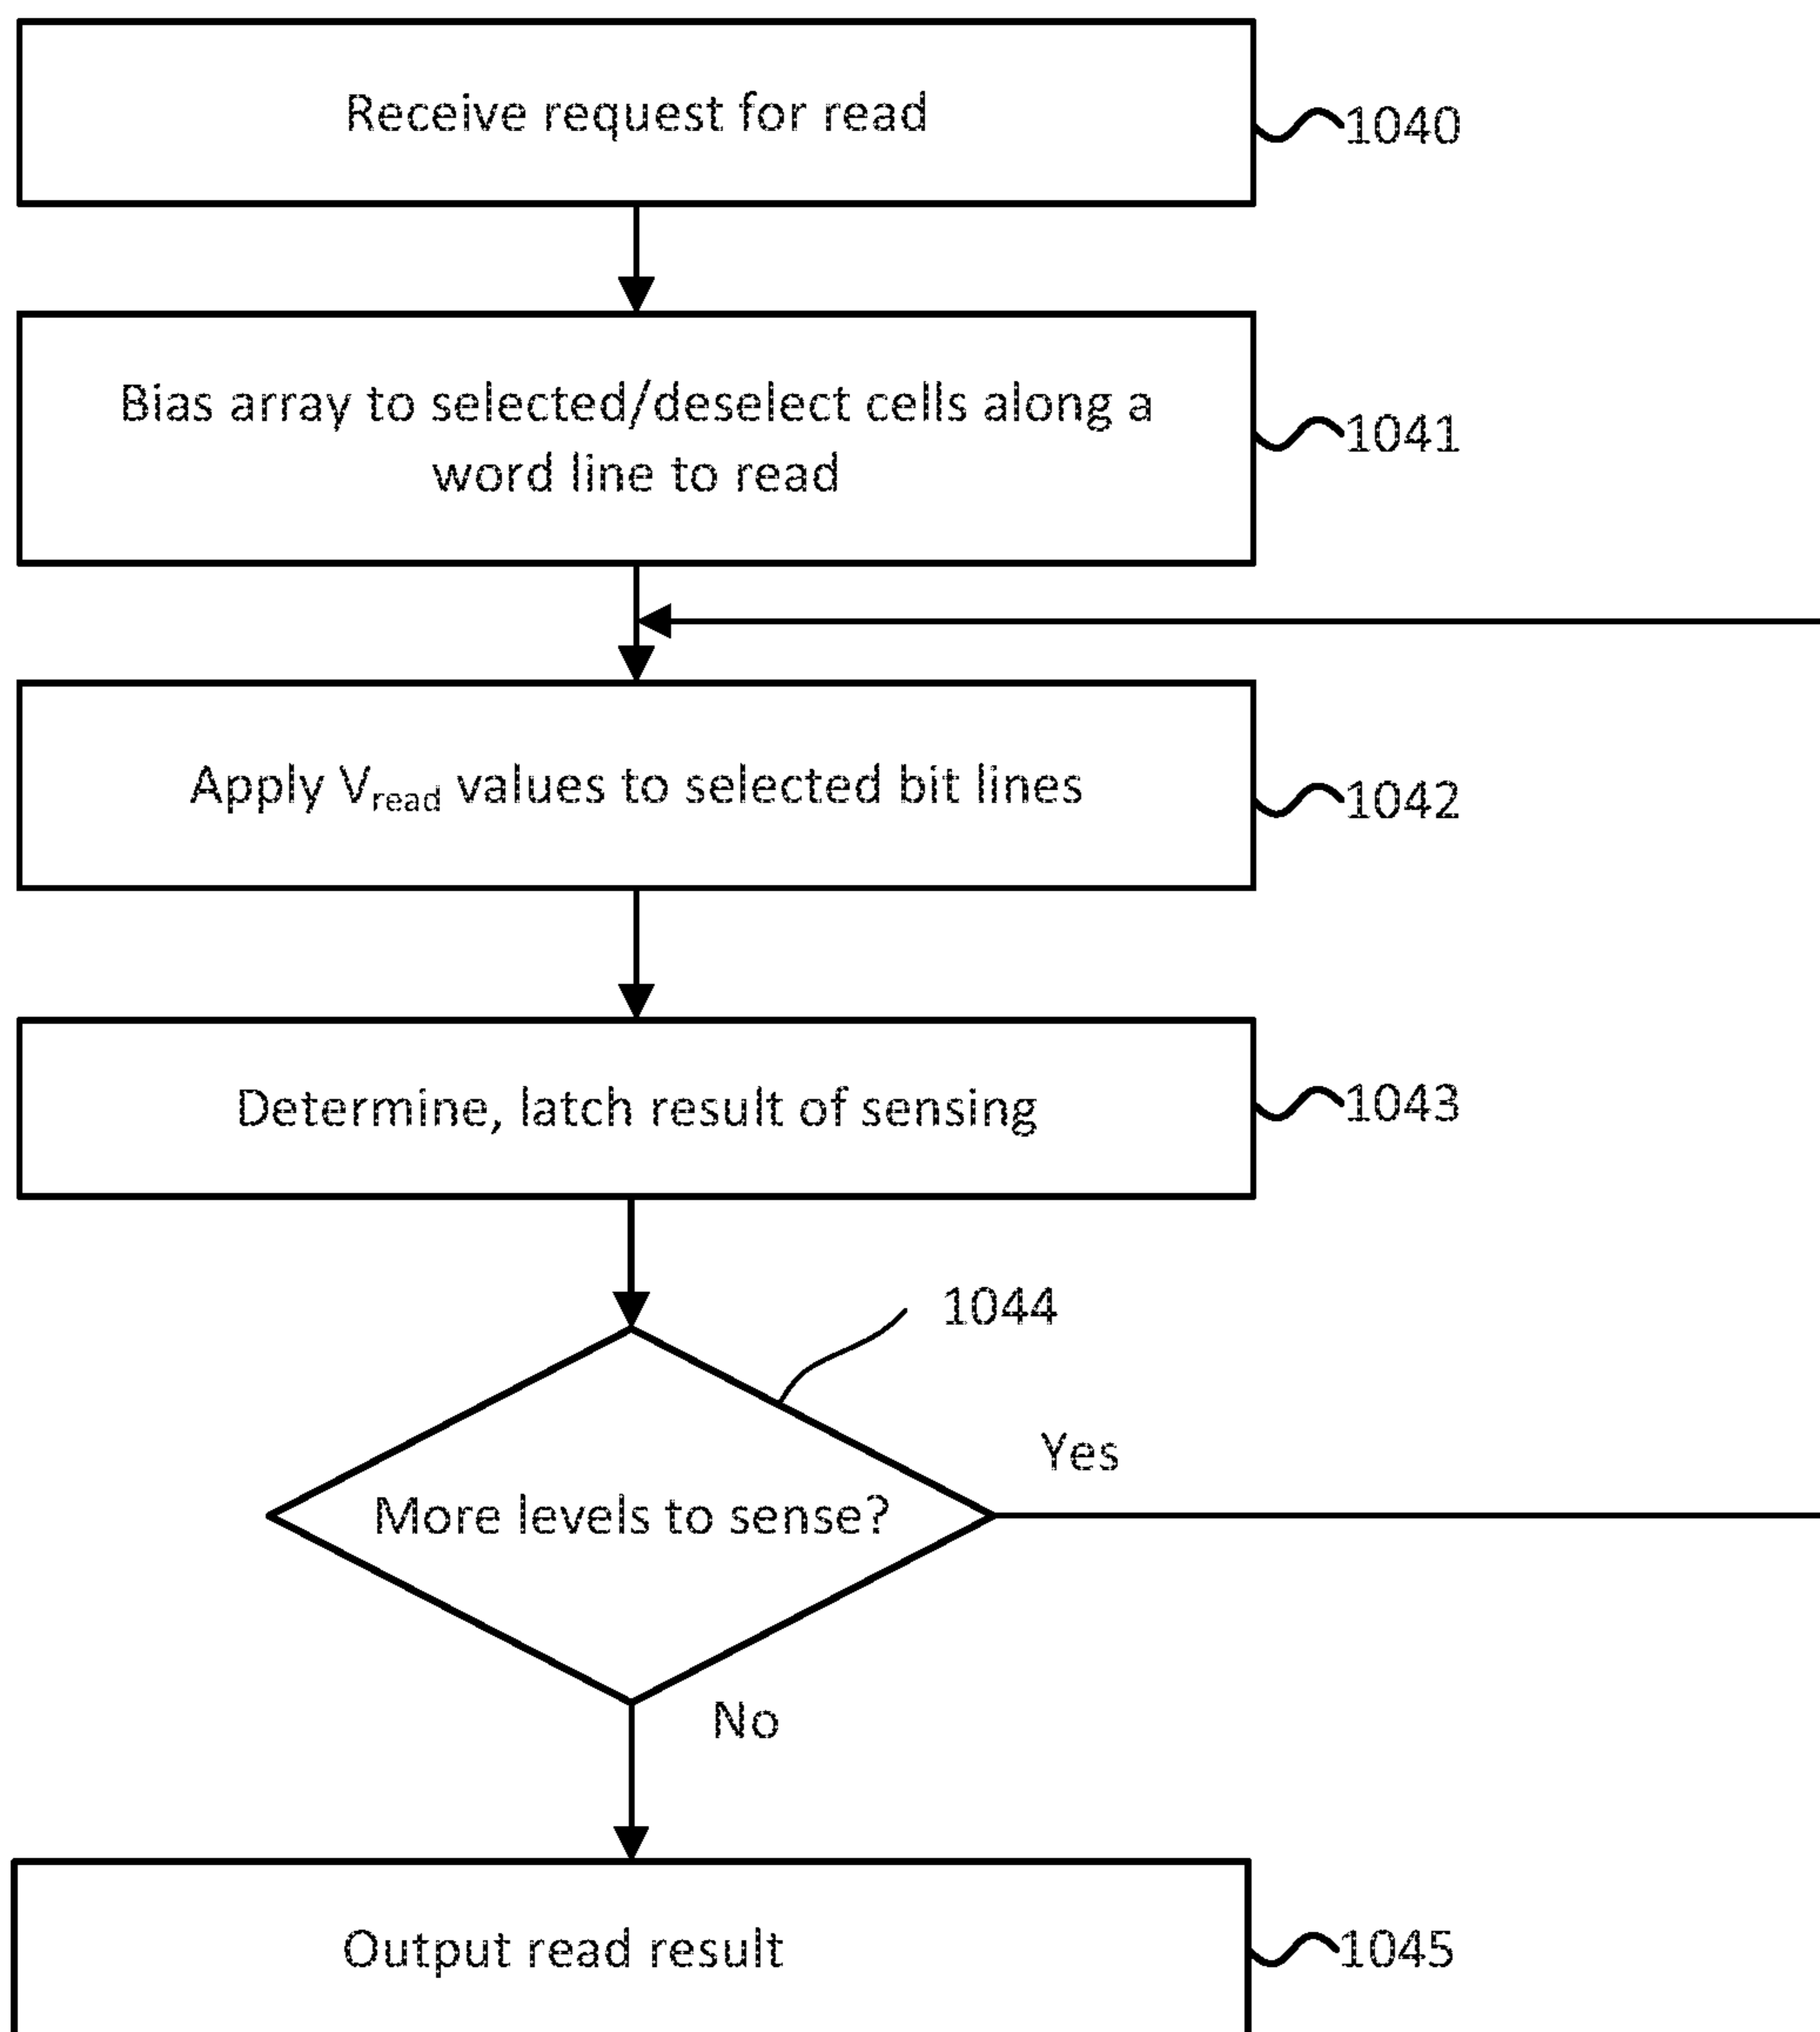 Receive request for read
1040
Bias array to selected/deselect cells along a
word line to read
1041
Apply Vread values to selected bit lines
1042
Determine, latch result of sensing
1043
1044
More levels to sense?
Yes
No
Output read result
1045